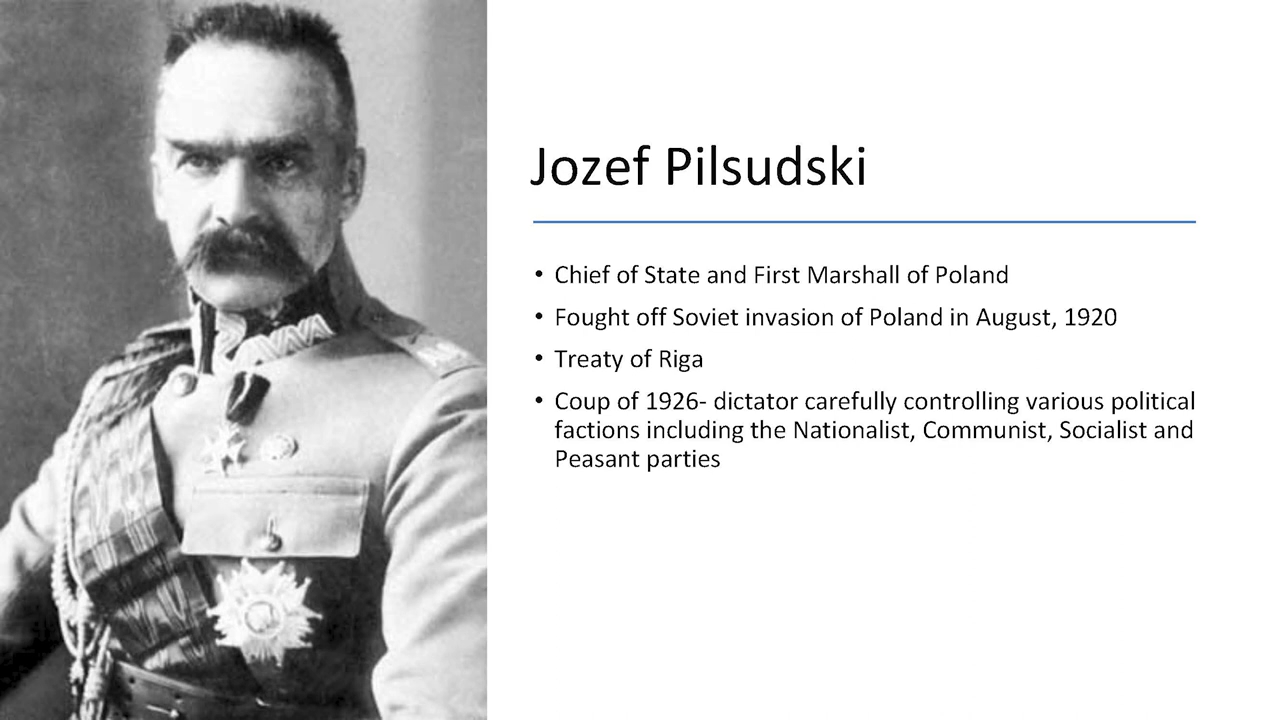 Jozef Pilsudski
• Chief of State and First Marshall of Poland
• Fought off Soviet invasion of Poland in August, 1920
• Treaty of Riga
• Coup of 1926- dictator carefully controlling various political
factions including the Nationalist, Communist, Socialist and
Peasant parties